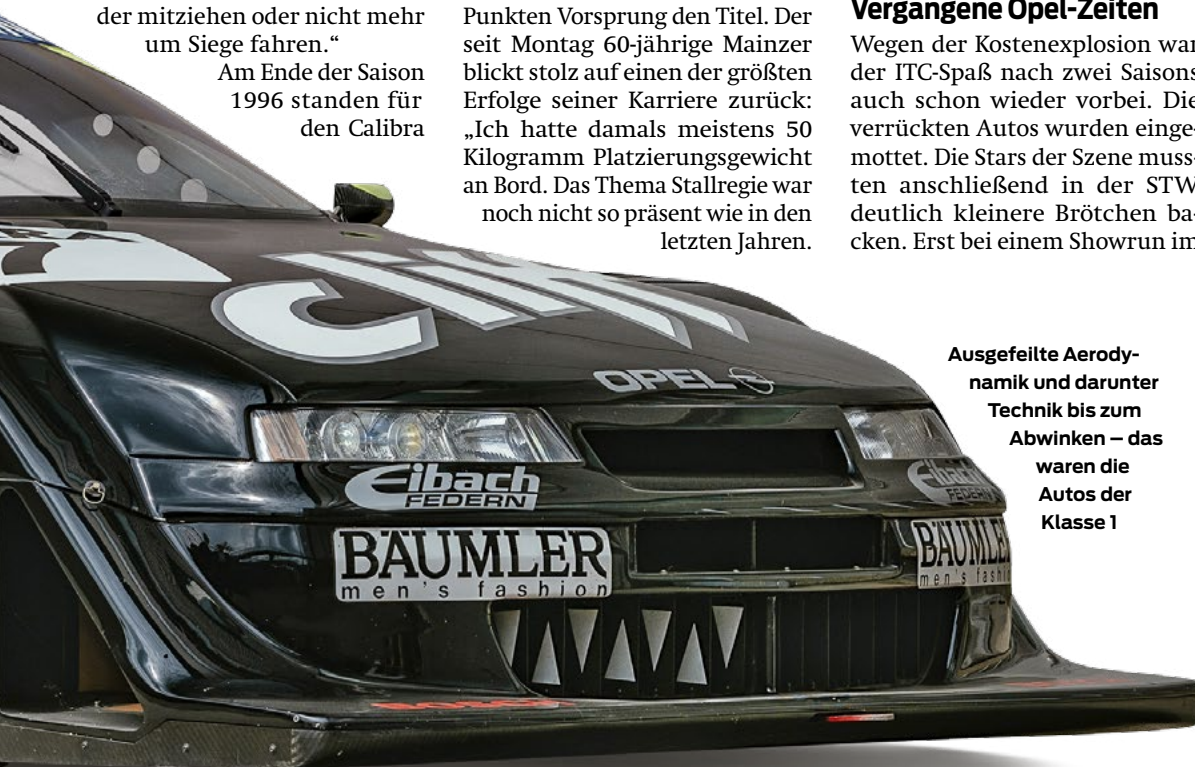 der mitziehen oder nicht mehr
um Siege fahren.“
Am Ende der Saison
1996 standen für
den Calibra
Punkten Vorsprung den Titel. Der
seit Montag 60-jährige Mainzer
blickt stolz auf einen der größten
Erfolge seiner Karriere zurück:
„Ich hatte damals meistens 50
Kilogramm Platzierungsgewicht
an Bord. Das Thema Stallregie war
noch nicht so präsent wie in den
letzten Jahren.
Vergangene Opel-Zeiten
Wegen der Kostenexplosion war
der ITC-Spaß nach zwei Saisons
auch schon wieder vorbei. Die
verrückten Autos wurden einge-
mottet. Die Stars der Szene muss-
ten anschließend in der STW
deutlich kleinere Brötchen ba-
cken. Erst bei einem Showrun im
Ausgefeilte Aerody-
namik und darunter
Technik bis zum
Abwinken – das
waren die
Autos der
Klasse 1
cliff
OPEL
Eibach
FEDERN
Eibach
FEDERN
BÄUMLER
men's fashion
BÄUMLE
men's fashio
BOSCH